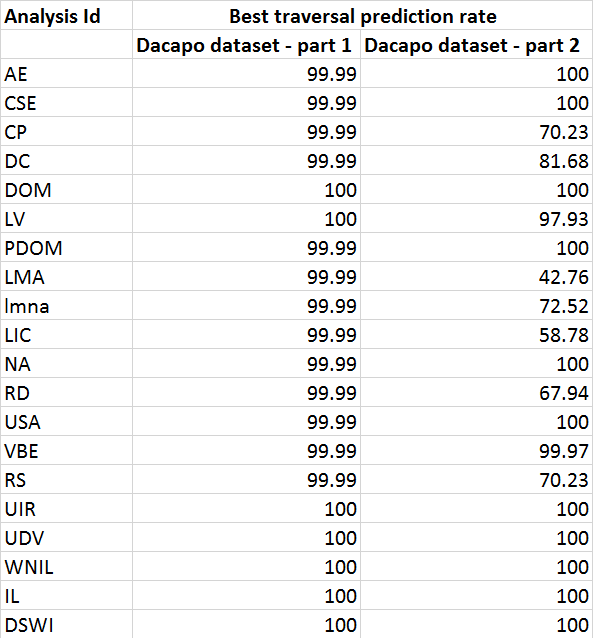 Analysis Id Best traversal prediction rate
Dacapo dataset - part 1 Dacapo dataset - part 2
AE 99.99 100
CSE 99.99 100
CP 99.99 70.23
DC 99.99 81.68
DOM 100 100
LV 100 97.93
PDOM 99.99 100
LMA 99.99 42.76
lmna 99.99 72.52
LIC 99.99 58.78
NA 99.99 100
RD 99.99 67.94
USA 99.99 100
VBE 99.99 99.97
RS 99.99 70.23
UIR 100 100
UDV 100 100
WNIL 100 100
IL 100 100
DSWI 100 100